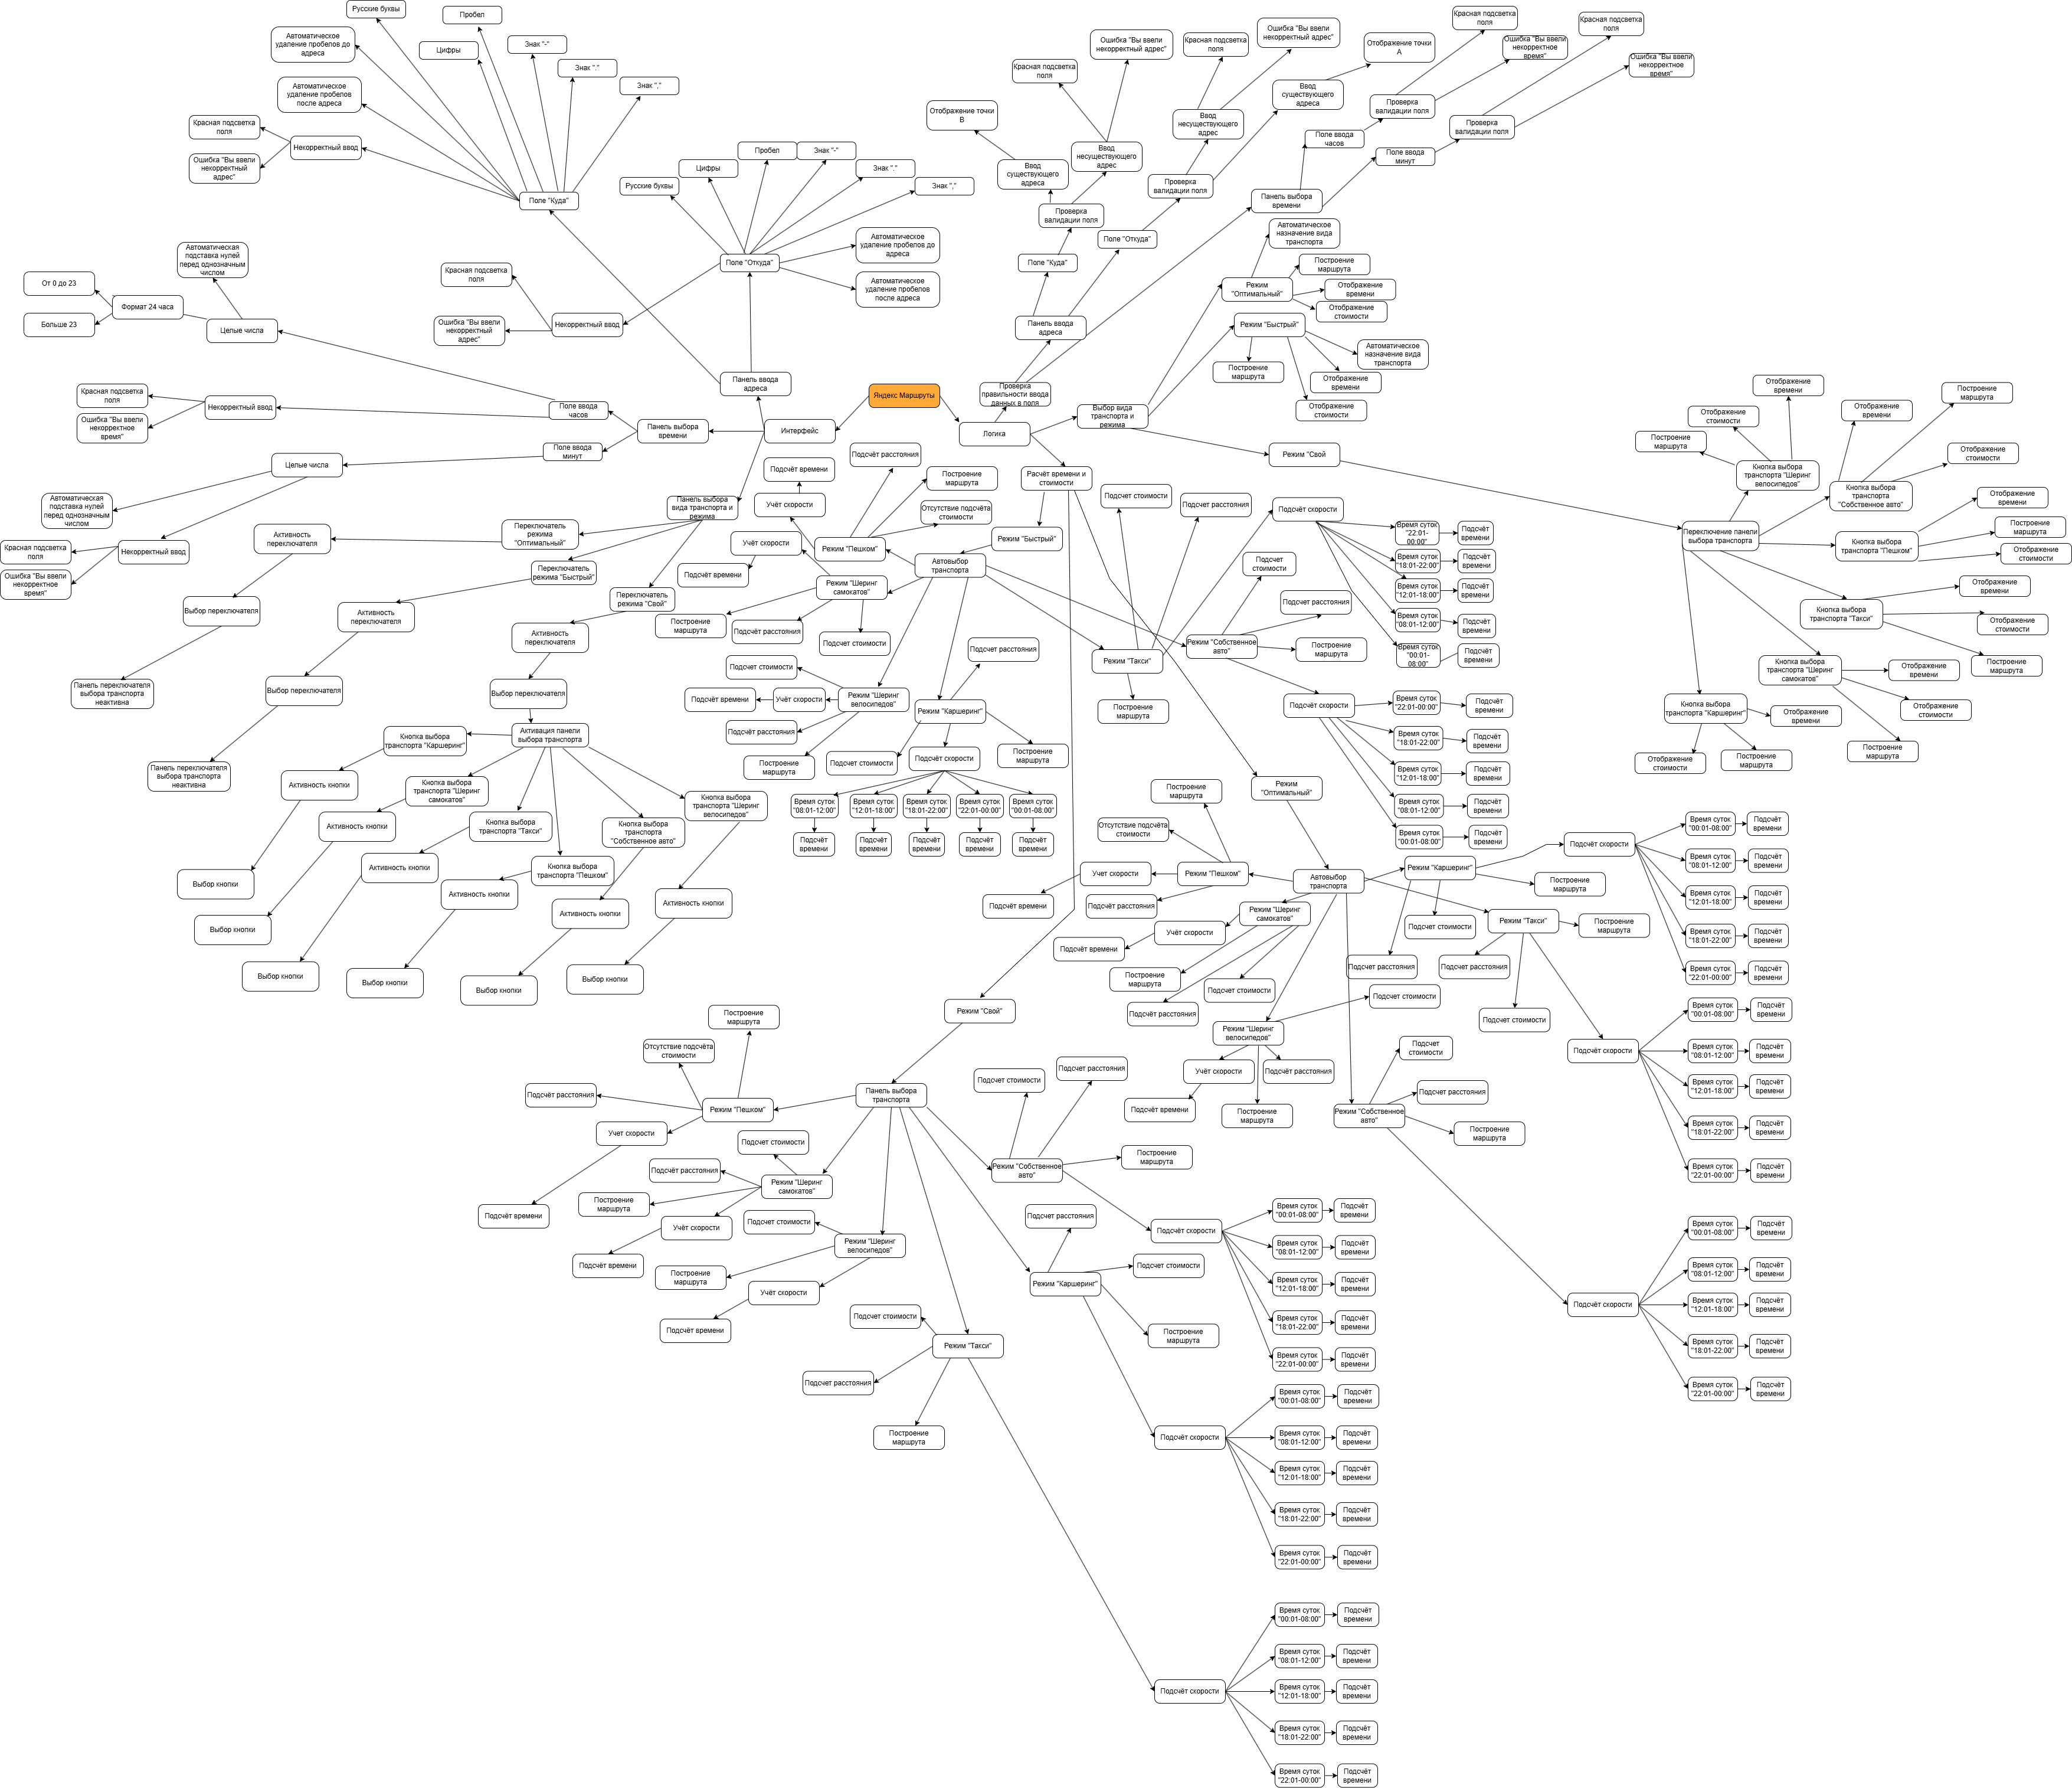 Русские буквы
Пробел
Автоматическое
удаление пробелов до
адреса
Цифры
Знак "-"
Знак "."
Знак ","
Автоматическое
удаление пробелов
после адреса
Красная подсветка
поля
Некорректный ввод
Ошибка "Вы ввели
некорректный
адрес"
Поле "Куда"
Русские буквы
Цифры
Пробел
Знак "-"
Знак "."
Знак ","
Автоматическое
удаление пробелов до
адреса
Поле "Откуда"
Автоматическое
удаление пробелов
после адреса
Красная подсветка
поля
Ошибка "Вы ввели
некорректный
адрес"
Некорректный ввод
Панель ввода
адреса
Автоматическая
подставка нулей
перед однозначным
числом
От 0 до 23
Формат 24 часа
Больше 23
Целые числа
Красная подсветка
поля
Некорректный ввод
Ошибка "Вы ввели
некорректное
время"
Поле ввода
часов
Панель выбора
времени
Интерфейс
Яндекс Маршруты
Поле ввода
минут
Целые числа
Автоматическая
подставка нулей
перед однозначным
числом
Красная подсветка
поля
Некорректный ввод
Ошибка "Вы ввели
некорректное
время"
Панель выбора
вида транспорта и
режима
Переключатель
режима
"Оптимальный"
Активность
переключателя
Выбор переключателя
Панель переключателя
выбора транспорта
неактивна
Переключатель
режима "Быстрый"
Активность
переключателя
Выбор переключателя
Панель переключателя
выбора транспорта
неактивна
Переключатель
режима "Свой"
Активность
переключателя
Выбор переключателя
Активация панели
выбора транспорта
Кнопка выбора
транспорта "Каршеринг"
Активность кнопки
Выбор кнопки
Кнопка выбора
транспорта "Шеринг
самокатов"
Активность кнопки
Выбор кнопки
Кнопка выбора
транспорта "Такси"
Активность кнопки
Выбор кнопки
Кнопка выбора
транспорта "Пешком"
Активность кнопки
Выбор кнопки
Кнопка выбора
транспорта
"Собственное авто"
Активность кнопки
Выбор кнопки
Кнопка выбора
транспорта "Шеринг
велосипедов"
Активность кнопки
Выбор кнопки
Логика
Проверка
правильности ввода
данных в поля
Панель ввода
адреса
Поле "Куда"
Проверка
валидации поля
Ввод
существующего
адреса
Отображение точки
В
Ввод
несуществующего
адрес
Красная подсветка
поля
Ошибка "Вы ввели
некорректный адрес"
Поле "Откуда"
Проверка
валидации поля
Ввод
несуществующего
адрес
Красная подсветка
поля
Ошибка "Вы ввели
некорректный адрес"
Ввод
существующего
адреса
Отображение точки
А
Панель выбора
времени
Поле ввода
часов
Проверка
валидации поля
Красная подсветка
поля
Ошибка "Вы ввели
некорректное
время"
Поле ввода
минут
Проверка
валидации поля
Красная подсветка
поля
Ошибка "Вы ввели
некорректное
время"
Выбор вида
транспорта и
режима
Режим
"Оптимальный"
Автоматическое
назначение вида
транспорта
Построение
маршрута
Отображение
времени
Отображение
стоимости
Режим "Быстрый"
Построение
маршрута
Автоматическое
назначение вида
транспорта
Отображение
времени
Отображение
стоимости
Режим "Свой
Переключение панели
выбора транспорта
Кнопка выбора
транспорта "Шеринг
велосипедов"
Построение
маршрута
Отображение
стоимости
Отображение
времени
Кнопка выбора
транспорта
"Собственное авто"
Отображение
времени
Построение
маршрута
Отображение
стоимости
Кнопка выбора
транспорта "Пешком"
Отображение
времени
Построение
маршрута
Отображение
стоимости
Кнопка выбора
транспорта "Такси"
Отображение
времени
Отображение
стоимости
Построение
маршрута
Кнопка выбора
транспорта "Шеринг
самокатов"
Отображение
времени
Отображение
стоимости
Построение
маршрута
Кнопка выбора
транспорта "Каршеринг"
Отображение
времени
Построение
маршрута
Отображение
стоимости
Расчёт времени и
стоимости
Режим "Быстрый"
Автовыбор
транспорта
Режим "Пешком"
Учёт скорости
Подсчёт времени
Подсчёт расстояния
Построение
маршрута
Отсутствие подсчёта
стоимости
Режим "Шеринг
самокатов"
Учёт скорости
Подсчёт времени
Построение
маршрута
Подсчёт расстояния
Подсчет стоимости
Режим "Шеринг
велосипедов"
Подсчет стоимости
Учёт скорости
Подсчёт времени
Подсчёт расстояния
Построение
маршрута
Режим "Каршеринг"
Подсчет расстояния
Подсчет стоимости
Построение
маршрута
Подсчёт скорости
Время суток
"08:01-12:00"
Время суток
"12:01-18:00"
Время суток
"18:01-22:00"
Время суток
"22:01-00:00"
Время суток
"00:01-08:00"
Подсчёт
времени
Подсчёт
времени
Подсчёт
времени
Подсчёт
времени
Подсчёт
времени
Режим "Такси"
Подсчет стоимости
Подсчет расстояния
Построение
маршрута
Подсчёт скорости
Время суток
"22:01-
00:00"
Подсчёт
времени
Время суток
"18:01-22:00"
Подсчёт
времени
Время суток
"12:01-18:00"
Подсчёт
времени
Время суток
"08:01-12:00"
Подсчёт
времени
Время суток
"00:01-
08:00"
Подсчёт
времени
Режим "Собственное
авто"
Подсчет
стоимости
Подсчет расстояния
Построение
маршрута
Подсчёт скорости
Время суток
"22:01-00:00"
Подсчёт
времени
Время суток
"18:01-22:00"
Подсчёт
времени
Время суток
"12:01-18:00"
Подсчёт
времени
Время суток
"08:01-12:00"
Подсчёт
времени
Время суток
"00:01-08:00"
Подсчёт
времени
Режим
"Оптимальный"
Автовыбор
транспорта
Режим "Пешком"
Построение
маршрута
Отсутствие подсчёта
стоимости
Учет скорости
Подсчёт времени
Подсчёт расстояния
Режим "Шеринг
самокатов"
Учёт скорости
Подсчёт времени
Построение
маршрута
Подсчёт расстояния
Подсчет стоимости
Режим "Шеринг
велосипедов"
Подсчет стоимости
Учёт скорости
Подсчёт времени
Подсчёт расстояния
Построение
маршрута
Режим "Каршеринг"
Построение
маршрута
Подсчет стоимости
Подсчет расстояния
Подсчёт скорости
Время суток
"00:01-08:00"
Подсчёт
времени
Время суток
"08:01-12:00"
Подсчёт
времени
Время суток
"12:01-18:00"
Подсчёт
времени
Время суток
"18:01-22:00"
Подсчёт
времени
Время суток
"22:01-00:00"
Подсчёт
времени
Режим "Такси"
Построение
маршрута
Подсчет расстояния
Подсчет стоимости
Подсчёт скорости
Время суток
"00:01-08:00"
Подсчёт
времени
Время суток
"08:01-12:00"
Подсчёт
времени
Время суток
"12:01-18:00"
Подсчёт
времени
Время суток
"18:01-22:00"
Подсчёт
времени
Время суток
"22:01-00:00"
Подсчёт
времени
Режим "Собственное
авто"
Подсчет
стоимости
Подсчет расстояния
Построение
маршрута
Подсчёт скорости
Время суток
"00:01-08:00"
Подсчёт
времени
Время суток
"08:01-12:00"
Подсчёт
времени
Время суток
"12:01-18:00"
Подсчёт
времени
Время суток
"18:01-22:00"
Подсчёт
времени
Время суток
"22:01-00:00"
Подсчёт
времени
Режим "Свой"
Панель выбора
транспорта
Режим "Пешком"
Построение
маршрута
Отсутствие подсчёта
стоимости
Подсчёт расстояния
Учет скорости
Подсчёт времени
Режим "Шеринг
самокатов"
Подсчет стоимости
Подсчёт расстояния
Построение
маршрута
Учёт скорости
Подсчёт времени
Режим "Шеринг
велосипедов"
Подсчет стоимости
Построение
маршрута
Учёт скорости
Подсчёт времени
Режим "Такси"
Подсчет стоимости
Подсчет расстояния
Построение
маршрута
Режим "Собственное
авто"
Подсчет стоимости
Подсчет расстояния
Построение
маршрута
Подсчёт скорости
Время суток
"00:01-08:00"
Подсчёт
времени
Время суток
"08:01-12:00"
Подсчёт
времени
Время суток
"12:01-18:00"
Подсчёт
времени
Время суток
"18:01-22:00"
Подсчёт
времени
Время суток
"22:01-00:00"
Подсчёт
времени
Режим "Каршеринг"
Подсчет расстояния
Подсчет стоимости
Построение
маршрута
Подсчёт скорости
Время суток
"00:01-08:00"
Подсчёт
времени
Время суток
"08:01-12:00"
Подсчёт
времени
Время суток
"12:01-18:00"
Подсчёт
времени
Время суток
"18:01-22:00"
Подсчёт
времени
Время суток
"22:01-00:00"
Подсчёт
времени
Подсчёт скорости
Время суток
"00:01-08:00"
Подсчёт
времени
Время суток
"08:01-12:00"
Подсчёт
времени
Время суток
"12:01-18:00"
Подсчёт
времени
Время суток
"18:01-22:00"
Подсчёт
времени
Время суток
"22:01-00:00"
Подсчёт
времени